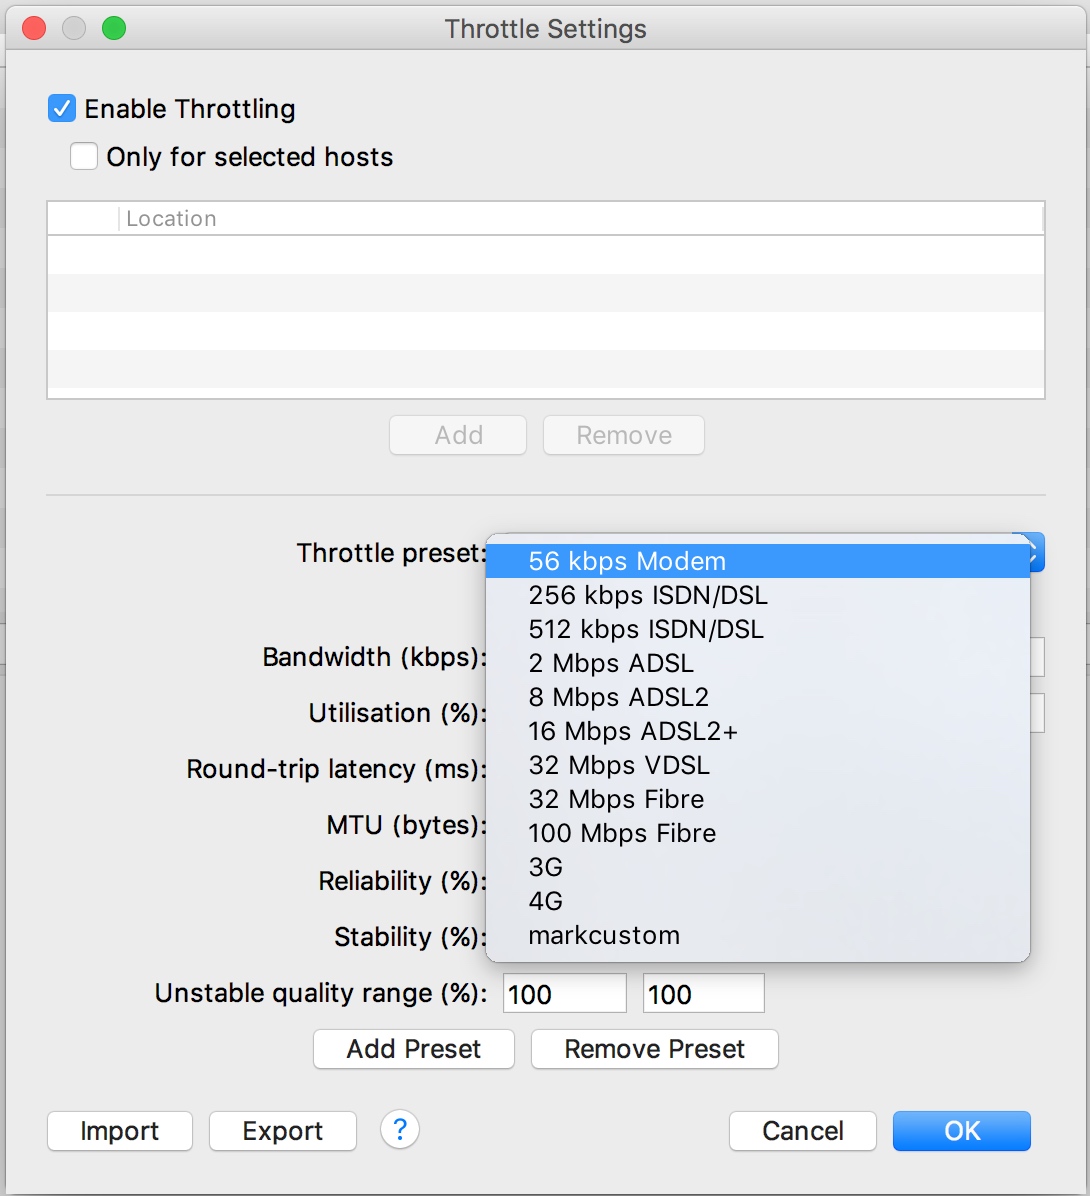 Throttle Settings
Enable Throttling
Only for selected hosts
Location
Add Remove
Throttle preset:
56 kbps Modem
256 kbps ISDN/DSL
512 kbps ISDN/DSL
2 Mbps ADSL
8 Mbps ADSL2
16 Mbps ADSL2+
32 Mbps VDSL
32 Mbps Fibre
100 Mbps Fibre
3G
4G
markcustom
Bandwidth (kbps):
Utilisation (%):
Round-trip latency (ms):
MTU (bytes):
Reliability (%):
Stability (%):
Unstable quality range (%): 100 100
Add Preset Remove Preset
Import Export ? Cancel OK